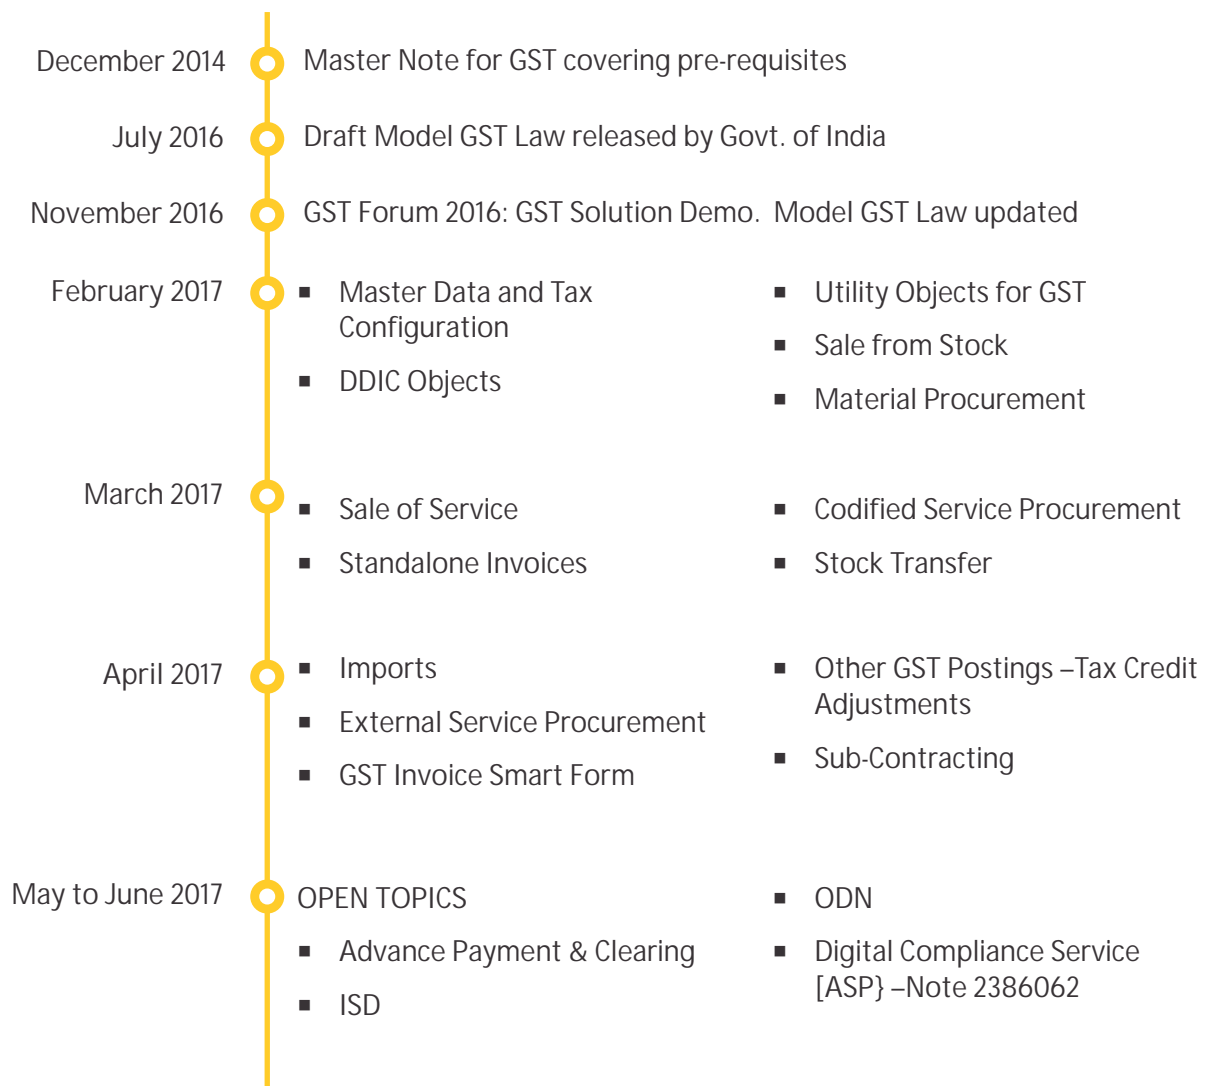 December 2014
Master Note for GST covering pre-requisites
July 2016
Draft Model GST Law released by Govt. of India
November 2016
GST Forum 2016: GST Solution Demo.  Model GST Law updated
February 2017
▪ Master Data and Tax
Configuration
▪ DDIC Objects
▪ Utility Objects for GST
▪ Sale from Stock
▪ Material Procurement
March 2017
▪ Sale of Service
▪ Standalone Invoices
▪ Codified Service Procurement
▪ Stock Transfer
April 2017
▪ Imports
▪ External Service Procurement
▪ GST Invoice Smart Form
▪ Other GST Postings –Tax Credit
Adjustments
▪ Sub-Contracting
May to June 2017
OPEN TOPICS
▪ Advance Payment & Clearing
▪ ISD
▪ ODN
▪ Digital Compliance Service
[ASP} –Note 2386062